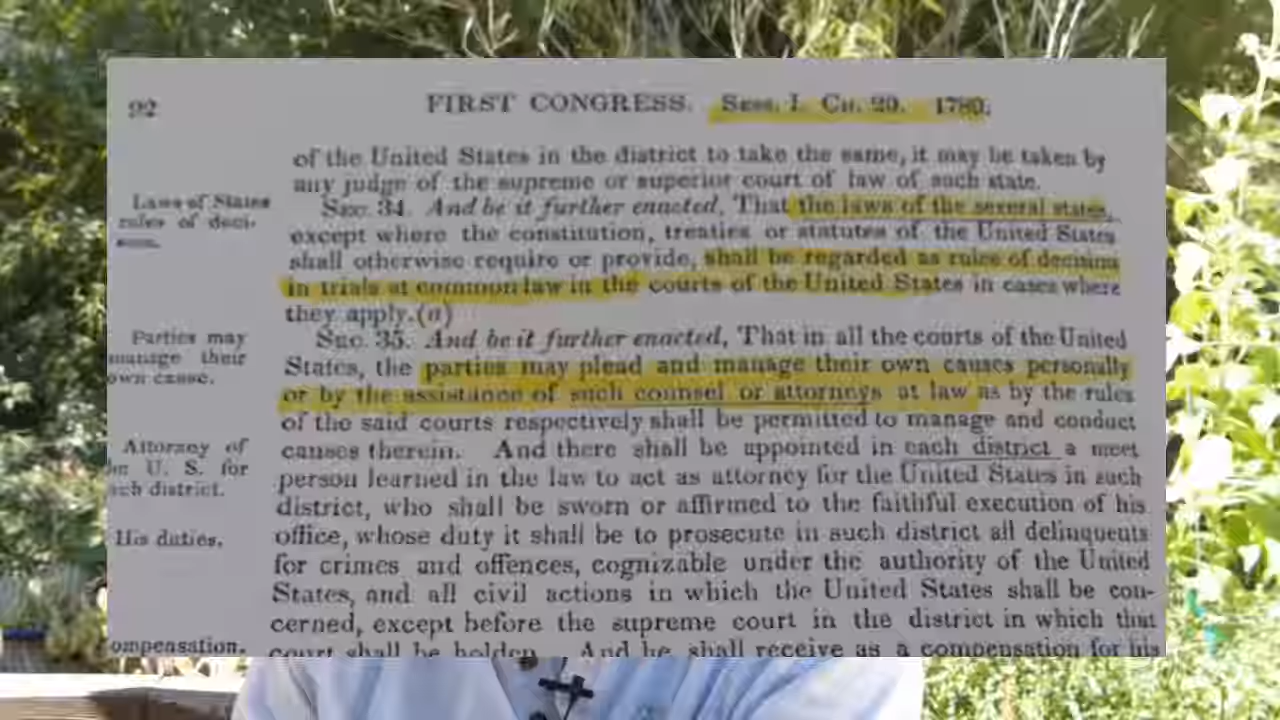 92
FIRST CONGRESS. Sess. I. Ch. 20. 1789.
of the United States in the district to take the same, it may be taken by
any judge of the supreme or superior court of law of such state.
Laws of States
rules of deci-
sion.
Sec. 34. And be it further enacted, That the laws of the several states,
except where the constitution, treaties or statutes of the United States
shall otherwise require or provide, shall be regarded as rules of decision
in trials at common law in the courts of the United States in cases where
they apply.(a)
Parties may
manage their
own cause.
Sec. 35. And be it further enacted, That in all the courts of the United
States, the parties may plead and manage their own causes personally
or by the assistance of such counsel or attorneys at law as by the rules
of the said courts respectively shall be permitted to manage and conduct
causes therein. And there shall be appointed in each district a meet
Attorney of
U. S. for
district.
person learned in the law to act as attorney for the United States in such
district, who shall be sworn or affirmed to the faithful execution of his
His duties.
office, whose duty it shall be to prosecute in such district all delinquents
for crimes and offences, cognizable under the authority of the United
States, and all civil actions in which the United States shall be con-
cerned, except before the supreme court in the district in which that
ompensation.
court shall be holden. And he shall receive as a compensation for his